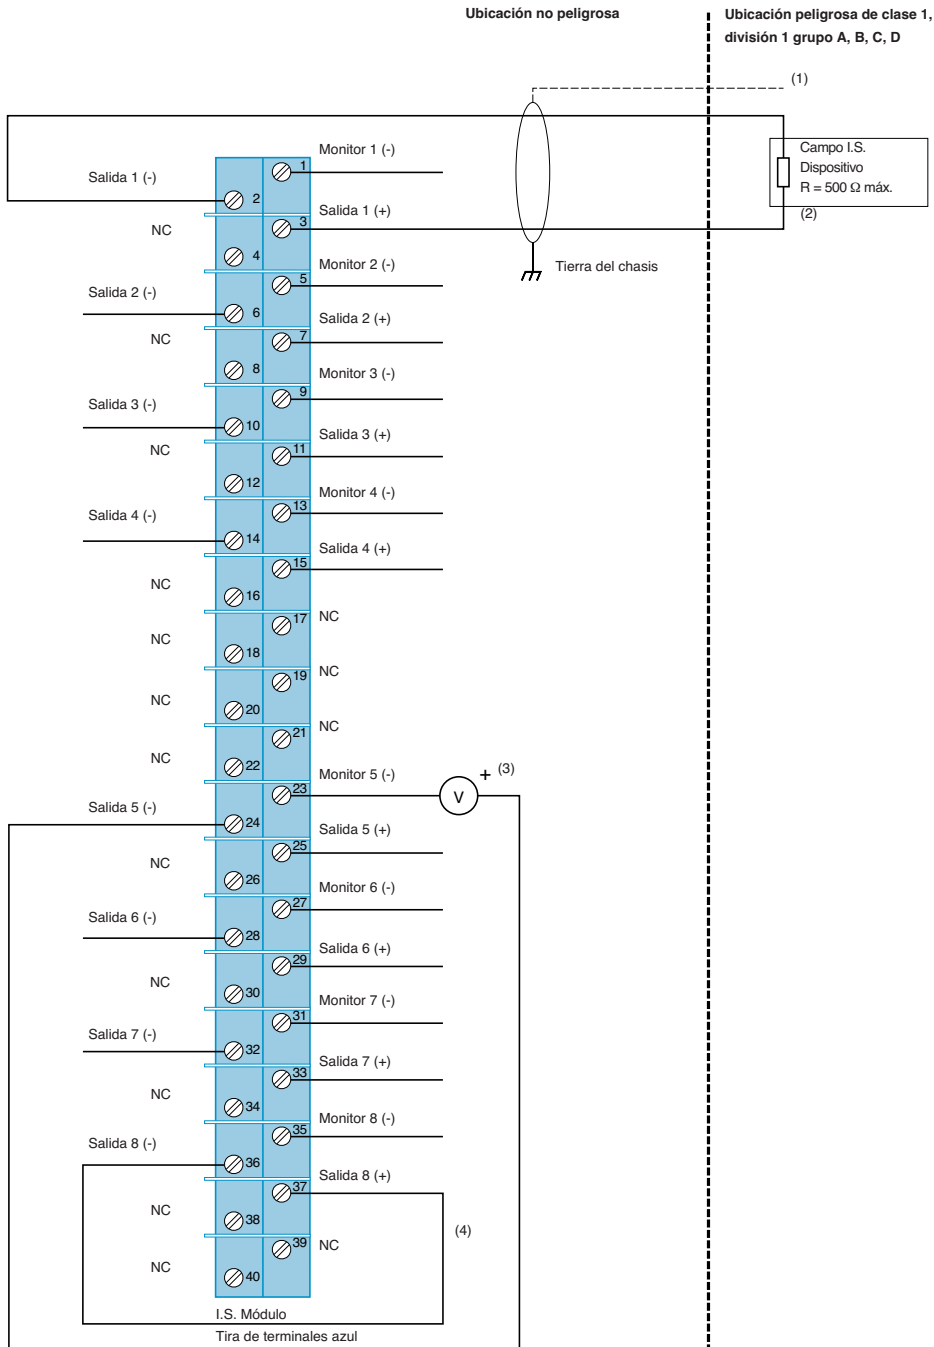 Ubicación no peligrosa
Ubicación peligrosa de clase 1,
división 1 grupo A, B, C, D
(1)
Monitor 1 (-)
1
Campo I.S.
Dispositivo
R = 500 Ω máx.
(2)
Salida 1 (-)
2
Salida 1 (+)
3
NC
4
Tierra del chasis
Monitor 2 (-)
5
Salida 2 (-)
6
Salida 2 (+)
7
NC
8
Monitor 3 (-)
9
Salida 3 (-)
10
Salida 3 (+)
11
NC
12
Monitor 4 (-)
13
Salida 4 (-)
14
Salida 4 (+)
15
NC
16
17
NC
NC
18
19
NC
NC
20
21
NC
NC
22
Monitor 5 (-)
23
V
+
(3)
Salida 5 (-)
24
Salida 5 (+)
25
NC
26
Monitor 6 (-)
27
Salida 6 (-)
28
Salida 6 (+)
29
NC
30
Monitor 7 (-)
31
Salida 7 (-)
32
Salida 7 (+)
33
NC
34
Monitor 8 (-)
35
Salida 8 (-)
36
Salida 8 (+)
37
(4)
NC
38
39
NC
NC
40
I.S. Módulo
Tira de terminales azul